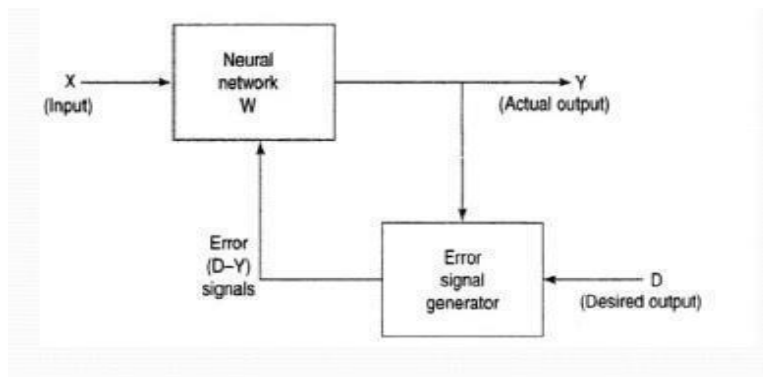 Neural
network
W
X
(Input)
Y
(Actual output)
Error
(D–Y)
signals
Error
signal
generator
D
(Desired output)